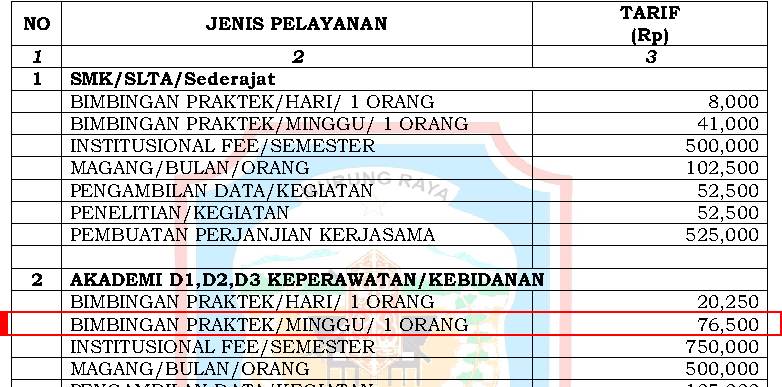 NO JENIS PELAYANAN TARIF (Rp)
1 2 3
1 SMK/SLTA/Sederajat
BIMBINGAN PRAKTEK/HARI/ 1 ORANG 8,000
BIMBINGAN PRAKTEK/MINGGU/ 1 ORANG 41,000
INSTITUSIONAL FEE/SEMESTER 500,000
MAGANG/BULAN/ORANG 102,500
PENGAMBILAN DATA/KEGIATAN 52,500
PENELITIAN/KEGIATAN 52,500
PEMBUATAN PERJANJIAN KERJASAMA 525,000
2 AKADEMI D1,D2,D3 KEPERAWATAN/KEBIDANAN
BIMBINGAN PRAKTEK/HARI/ 1 ORANG 20,250
BIMBINGAN PRAKTEK/MINGGU/ 1 ORANG 76,500
INSTITUSIONAL FEE/SEMESTER 750,000
MAGANG/BULAN/ORANG 500,000
PENGAMBILAN DATA/KEGIATAN